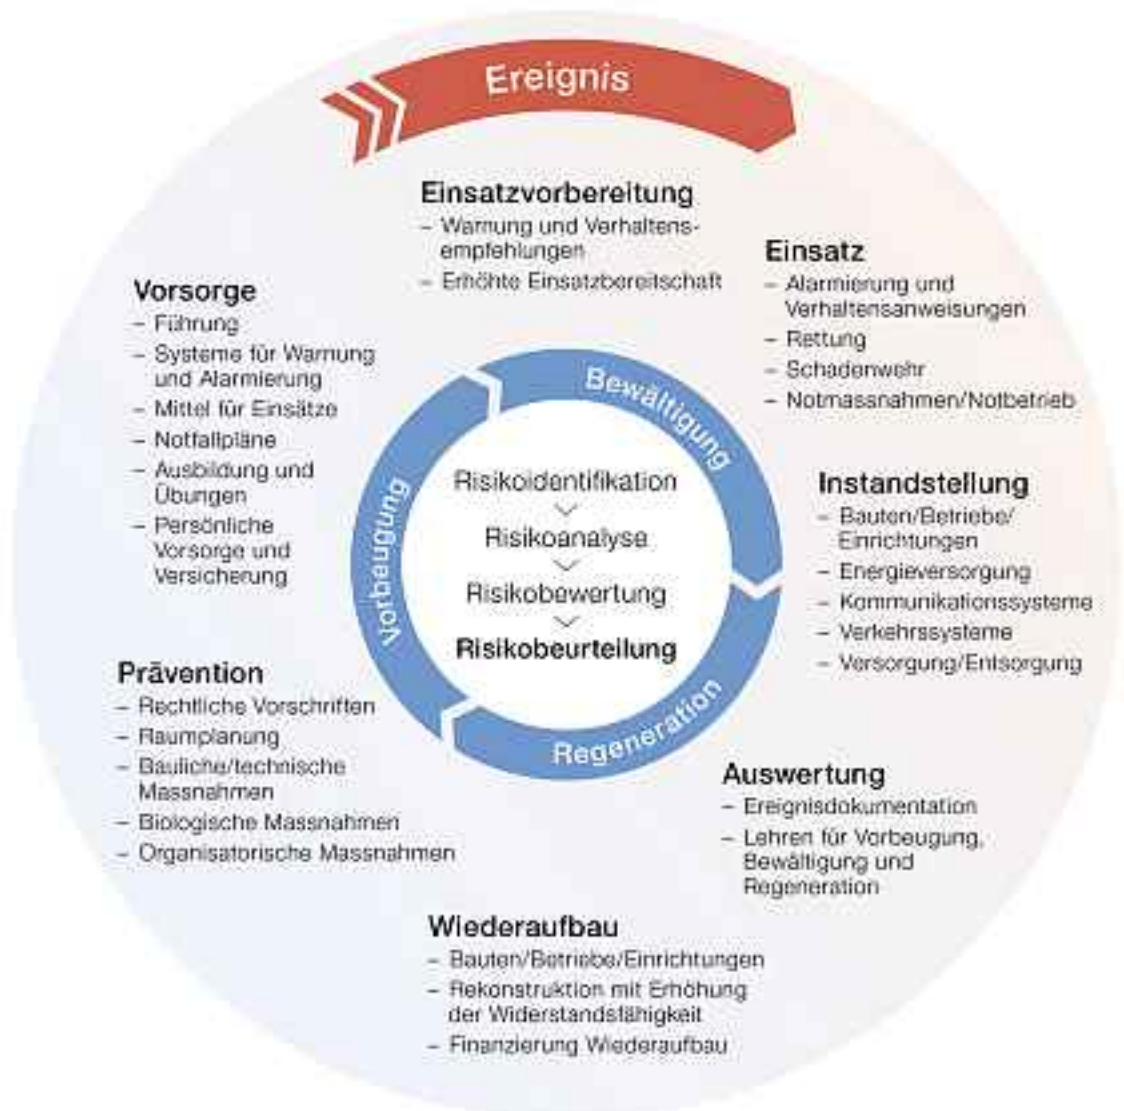 Ereignis
Einsatzvorbereitung
– Warnung und Verhaltens-
empfehlungen
– Erhöhte Einsatzbereitschaft
Einsatz
– Alarmierung und
Verhaltensanweisungen
– Rettung
– Schadenwehr
– Notmassnahmen/Notbetrieb
Vorsorge
– Führung
– Systeme für Warnung
und Alarmierung
– Mittel für Einsätze
– Notfallpläne
– Ausbildung und
Übungen
– Persönliche
Vorsorge und
Versicherung
Bewältigung
Vorbeugung
Regeneration
Risikoidentifikation
Risikoanalyse
Risikobewertung
Risikobeurteilung
Instandstellung
– Bauten/Betriebe/
Einrichtungen
– Energieversorgung
– Kommunikationssysteme
– Verkehrssysteme
– Versorgung/Entsorgung
Prävention
– Rechtliche Vorschriften
– Raumplanung
– Bauliche/technische
Massnahmen
– Biologische Massnahmen
– Organisatorische Massnahmen
Auswertung
– Ereignisdokumentation
– Lehren für Vorbeugung,
Bewältigung und
Regeneration
Wiederaufbau
– Bauten/Betriebe/Einrichtungen
– Rekonstruktion mit Erhöhung
der Widerstandsfähigkeit
– Finanzierung Wiederaufbau